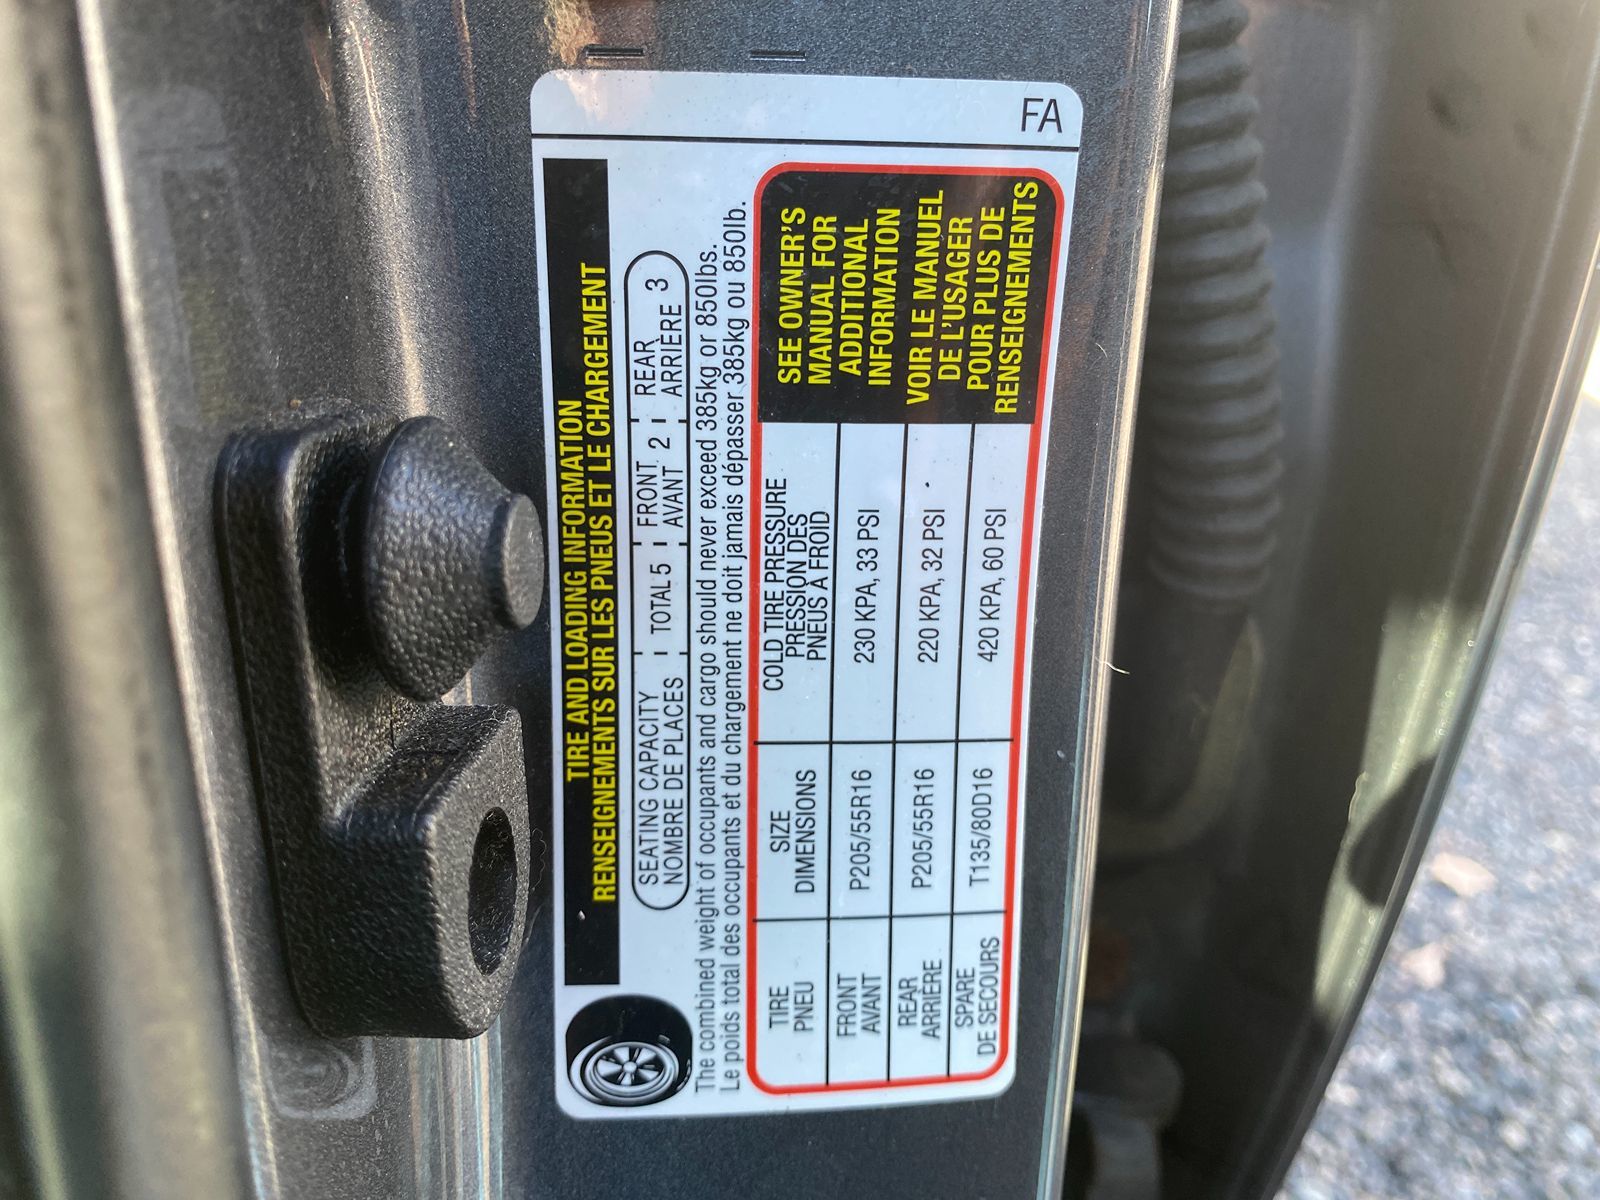 FA
TIRE AND LOADING INFORMATION
RENSEIGNEMENTS SUR LES PNEUS ET LE CHARGEMENT
SEATING CAPACITY
NOMBRE DE PLACES
TOTAL 5
FRONT
AVANT 2
REAR
ARRIÈRE 3
The combined weight of occupants and cargo should never exceed 385kg or 850lbs.
Le poids total des occupants et du chargement ne doit jamais dépasser 385kg ou 850lb.
TIRE
PNEU
SIZE
DIMENSIONS
COLD TIRE PRESSURE
PRESSION DES
PNEUS À FROID
FRONT
AVANT
P205/55R16
230 KPA, 33 PSI
REAR
ARRIÈRE
P205/55R16
220 KPA, 32 PSI
SPARE
DE SECOURS
T135/80D16
420 KPA, 60 PSI
SEE OWNER'S
MANUAL FOR
ADDITIONAL
INFORMATION
VOIR LE MANUEL
DE L'USAGER
POUR PLUS DE
RENSEIGNEMENTS